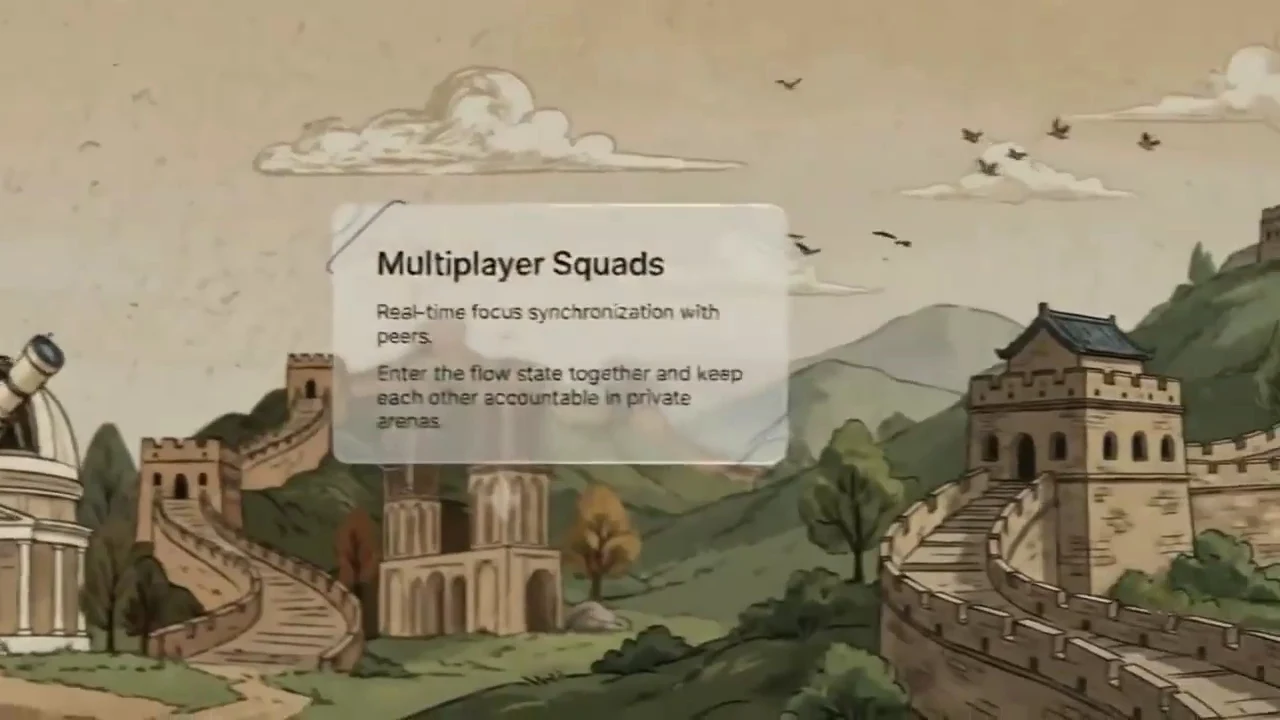 Multiplayer Squads
Real-time focus synchronization with
peers.
Enter the flow state together and keep
each other accountable in private
arenas.